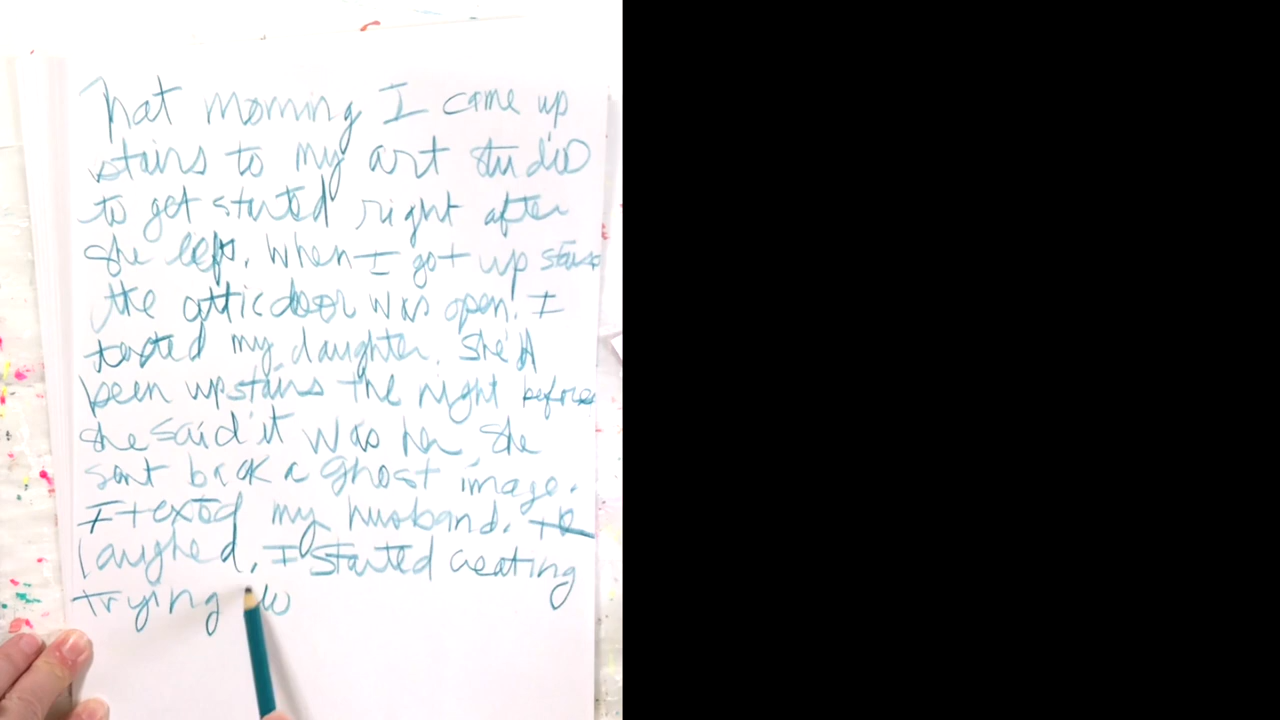 That morning I came up
stairs to my art studio
to get started right after
she left. When I got up stairs
the attic door was open. I
texted my daughter. She'd
been upstairs the night before
she said it was her she
sent back a ghost image.
I texted my husband. He
laughed. I started creating
trying to